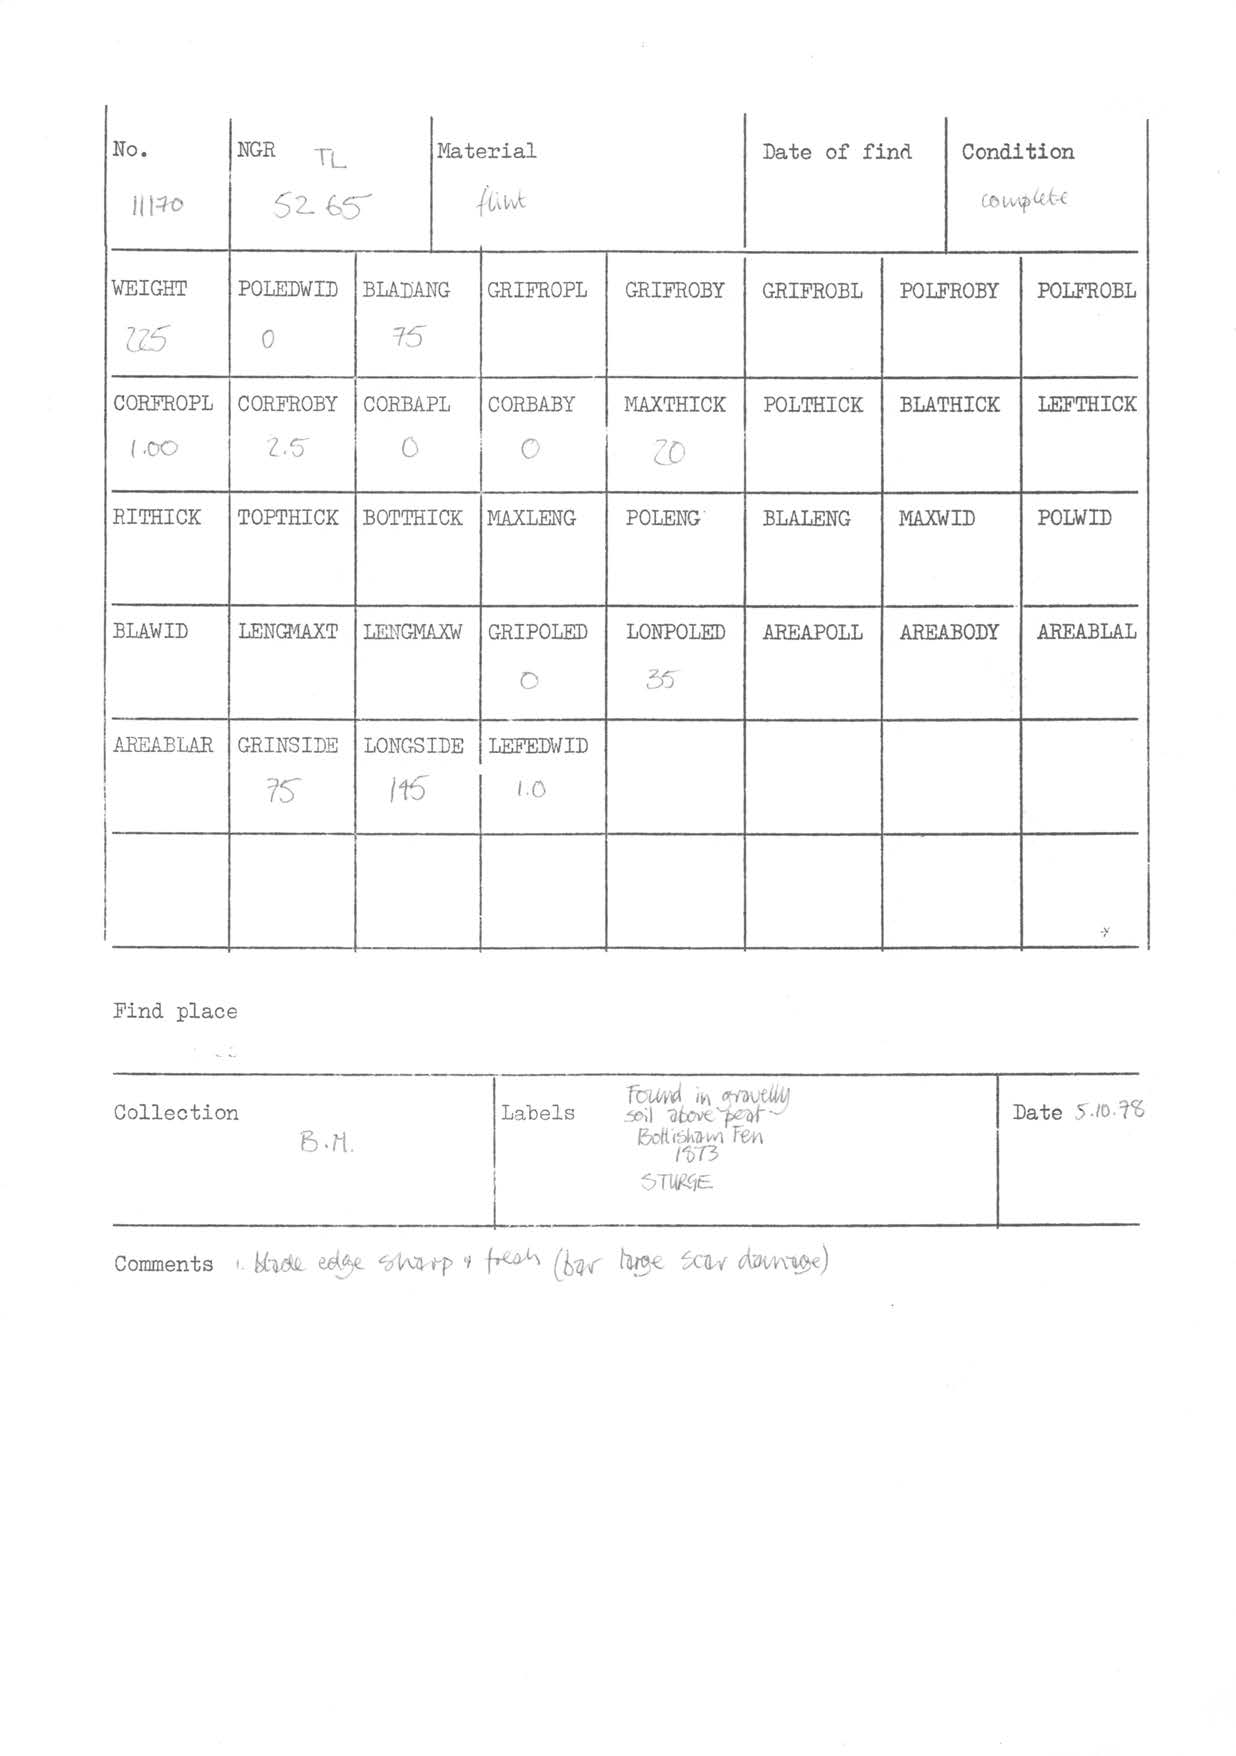 No. NGR TL Material Date of find Condition
11170 52 65 flint complete
WEIGHT POLEDWID BLADANG GRIFROPL GRIFROBY GRIFROBL POLFROBY POLFROBL
225 0 75
CORFROPL CORFROBY CORBAPL CORBABY MAXTHICK POLTHICK BLATHICK LEFTHICK
1.00 2.5 0 0 20
RITHICK TOPTHICK BOTTHICK MAXLENG POLENG BLALENG MAXWID POLWID
BLAWID LENGMAXT LENGMAXW GRIPOLED LONPOLED AREAPOLL AREABODY AREABLAL
0 35
AREABLAR GRINSIDE LONGSIDE LEFEDWID
75 145 1.0
Find place
Collection
B.M.
Labels
Found in gravelly
soil above peat
Bottisham Fen
1873
STURGE
Date 5.10.78
Comments 1. blade edge sharp & fresh (bar large scar damage)